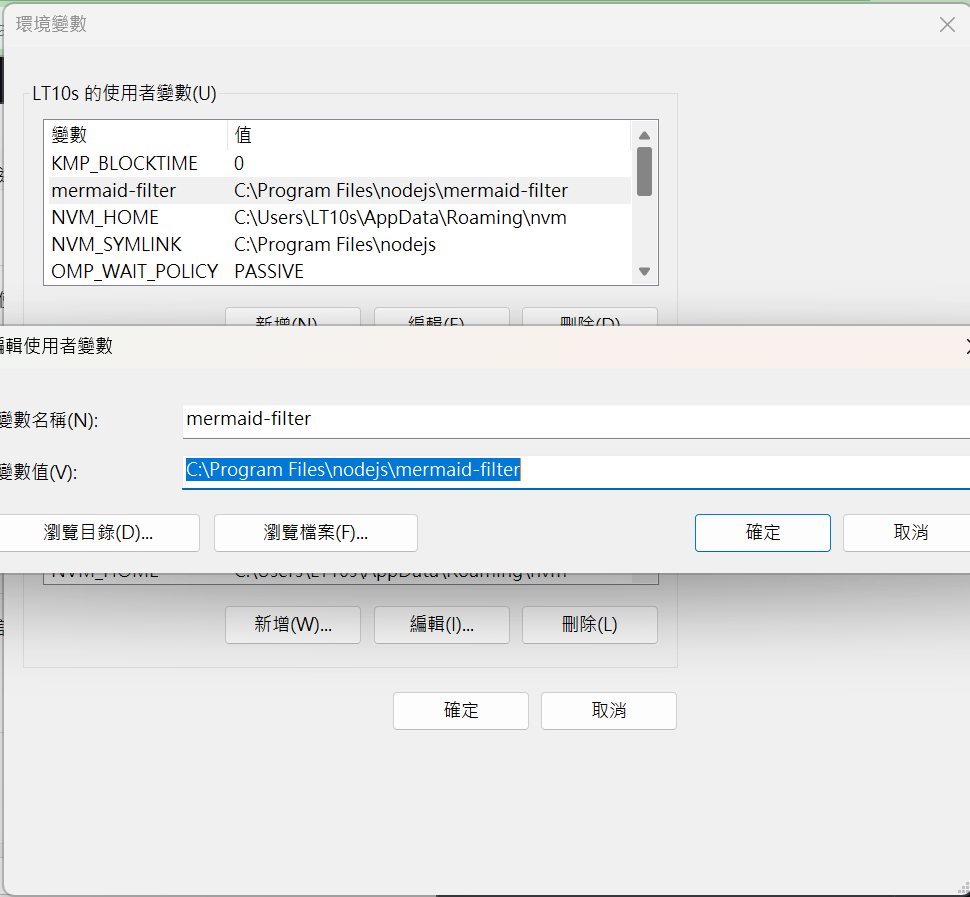 環境變數
LT10s 的使用者變數(U)
變數 值
KMP_BLOCKTIME 0
mermaid-filter C:\Program Files\nodejs\mermaid-filter
NVM_HOME C:\Users\LT10s\AppData\Roaming\nvm
NVM_SYMLINK C:\Program Files\nodejs
OMP_WAIT_POLICY PASSIVE
新增(N) 編輯(E) 刪除(D)
編輯使用者變數
變數名稱(N): mermaid-filter
變數值(V): C:\Program Files\nodejs\mermaid-filter
瀏覽目錄(D)... 瀏覽檔案(F)... 確定 取消
NVM_HOME C:\Users\LT10s\AppData\Roaming\nvm
新增(W)... 編輯(I)... 刪除(L)
確定 取消